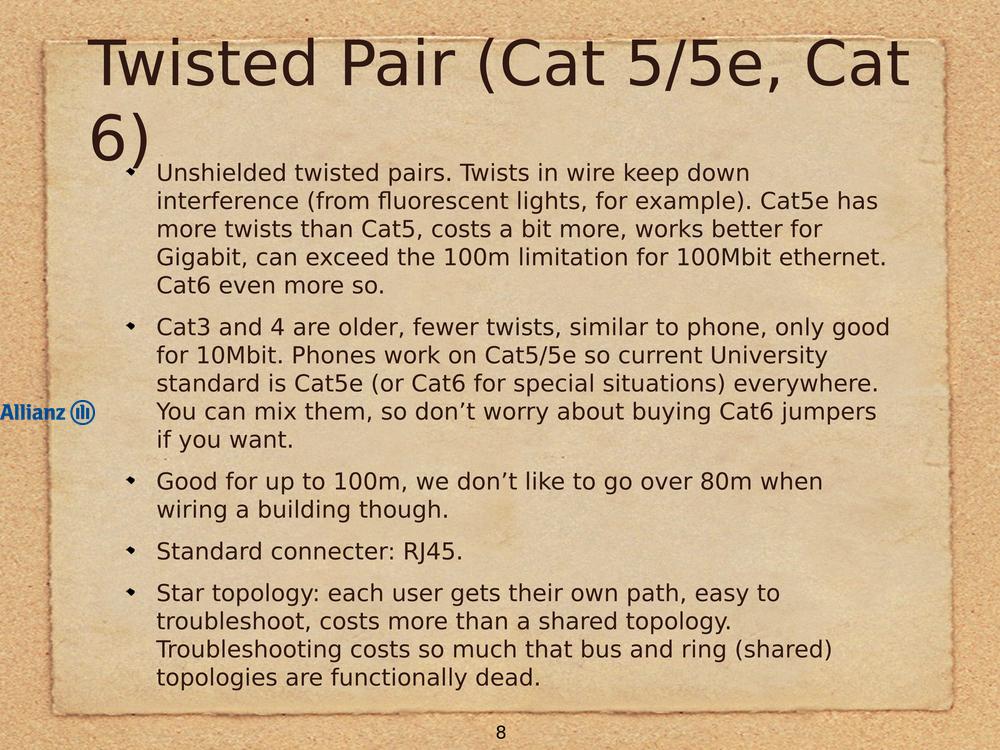 Twisted Pair (Cat 5/5e, Cat
6)
Unshielded twisted pairs. Twists in wire keep down
interference (from fluorescent lights, for example). Cat5e has
more twists than Cat5, costs a bit more, works better for
Gigabit, can exceed the 100m limitation for 100Mbit ethernet.
Cat6 even more so.
Cat3 and 4 are older, fewer twists, similar to phone, only good
for 10Mbit. Phones work on Cat5/5e so current University
standard is Cat5e (or Cat6 for special situations) everywhere.
You can mix them, so don’t worry about buying Cat6 jumpers
if you want.
Allianz
Good for up to 100m, we don’t like to go over 80m when
wiring a building though.
Standard connecter: RJ45.
Star topology: each user gets their own path, easy to
troubleshoot, costs more than a shared topology.
Troubleshooting costs so much that bus and ring (shared)
topologies are functionally dead.
8